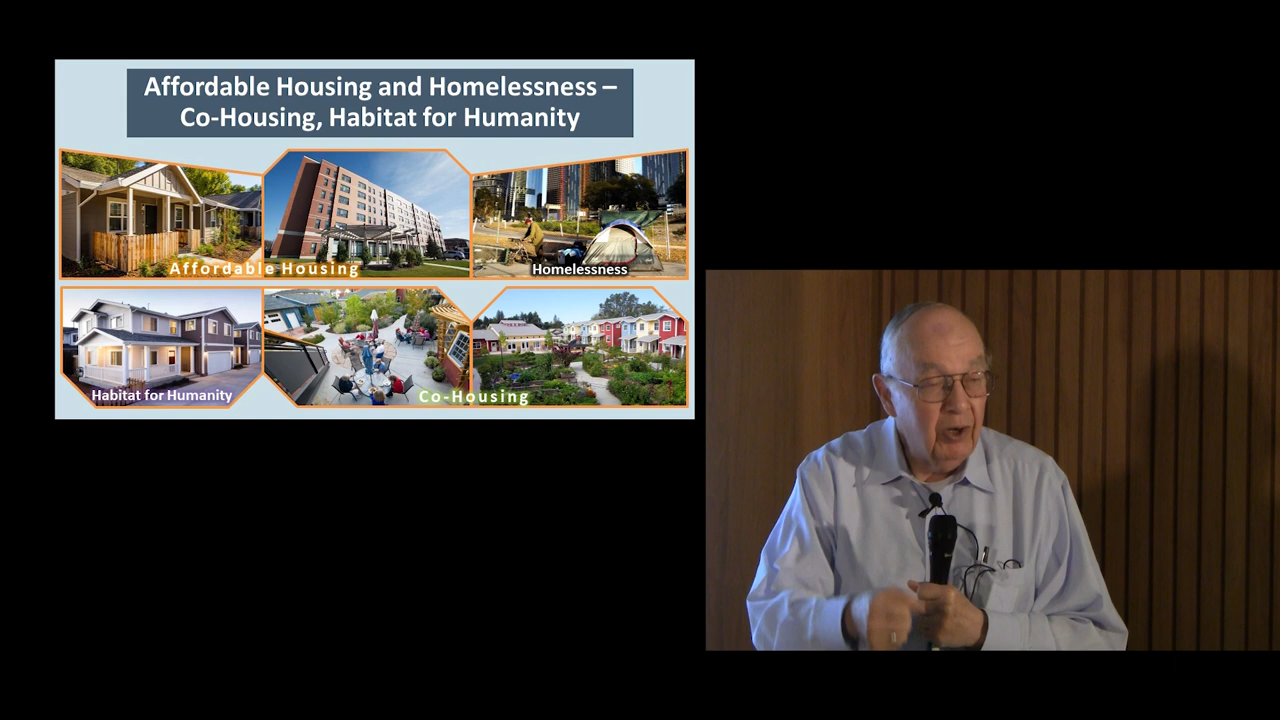 Affordable Housing and Homelessness –
Co-Housing, Habitat for Humanity
Affordable Housing
Homelessness
Habitat for Humanity
Co-Housing